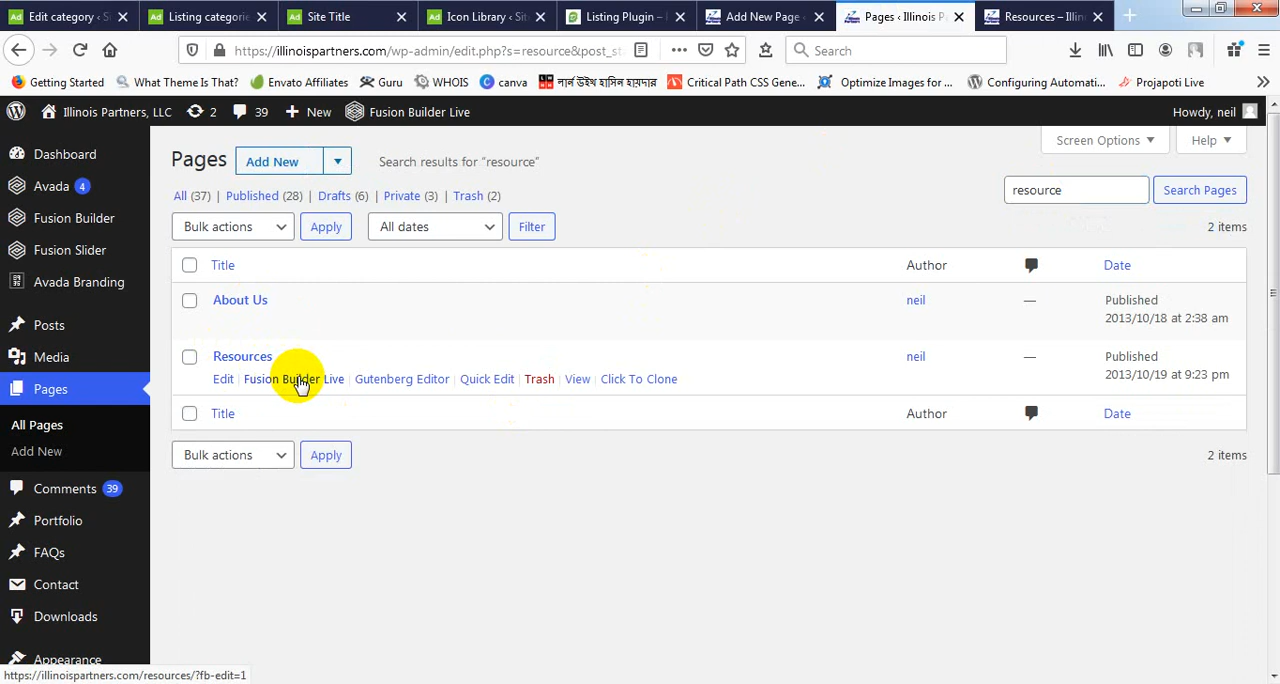 Edit category ‹ S
Listing categorie
Site Title
Icon Library ‹ Sit
Listing Plugin –
Add New Page ‹
Pages ‹ Illinois P
Resources – Illin
https://illinoispartners.com/wp-admin/edit.php?s=resource&post_st
Search
Getting Started
What Theme Is That?
Envato Affiliates
Guru
WHOIS
canva
লার্ন উইথ হাসিন হায়দার
Critical Path CSS Gene...
Optimize Images for ...
Configuring Automati...
Projapoti Live
Illinois Partners, LLC
2
39
New
Fusion Builder Live
Howdy, neil
Dashboard
Avada 4
Fusion Builder
Fusion Slider
Avada Branding
Posts
Media
Pages
All Pages
Add New
Comments 39
Portfolio
FAQs
Contact
Downloads
Appearance
Screen Options
Help
Pages
Add New
Search results for “resource”
All (37) | Published (28) | Drafts (6) | Private (3) | Trash (2)
resource
Search Pages
Bulk actions
Apply
All dates
Filter
2 items
Title
Author
Date
About Us
neil
—
Published
2013/10/18 at 2:38 am
Resources
neil
—
Published
2013/10/19 at 9:23 pm
Edit | Fusion Builder Live | Gutenberg Editor | Quick Edit | Trash | View | Click To Clone
Title
Author
Date
Bulk actions
Apply
2 items
https://illinoispartners.com/resources/?fb-edit=1